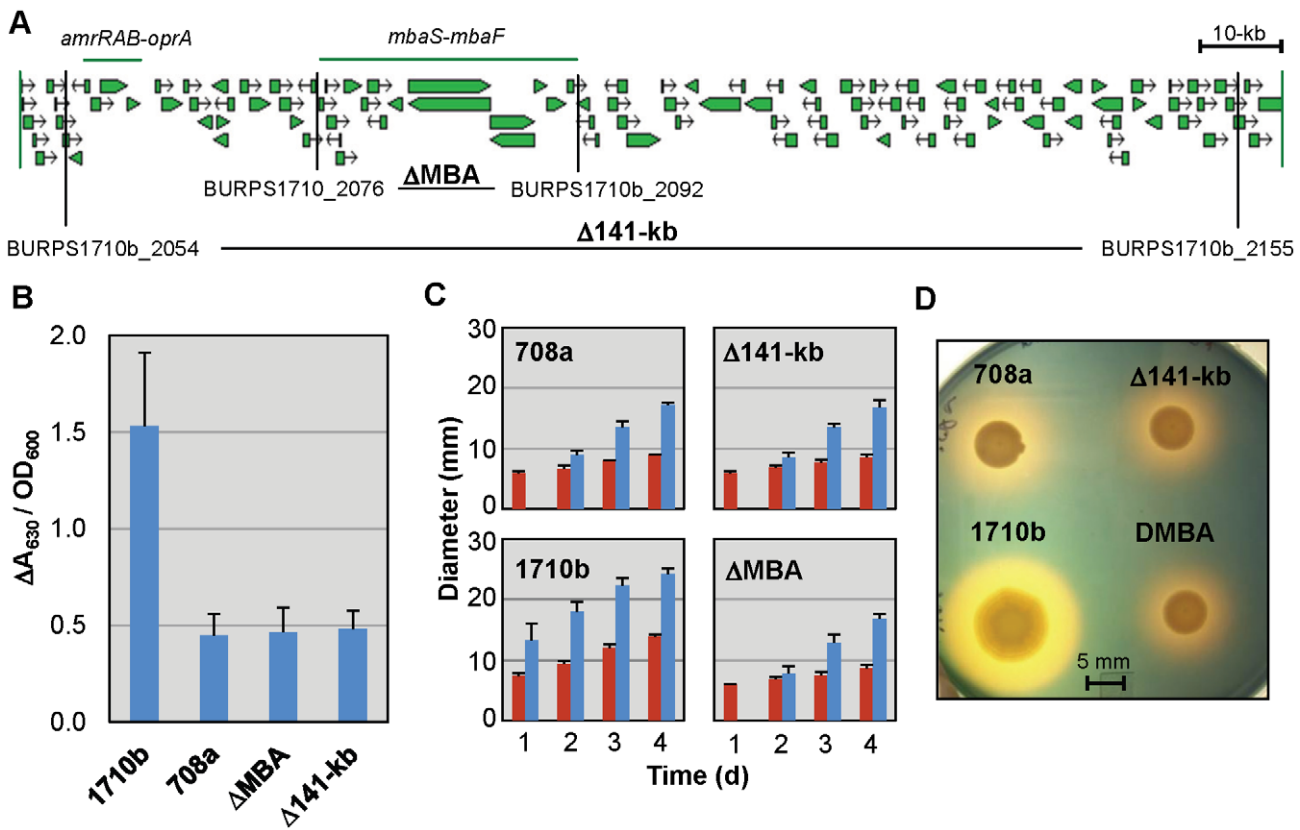 A
amrRAB-oprA
mbaS-mbaF
10-kb
BURPS1710_2076
ΔMBA
BURPS1710b_2092
BURPS1710b_2054
Δ141-kb
BURPS1710b_2155
B
ΔA630 / OD600
2.0
1.5
1.0
0.5
0.0
1710b
708a
ΔMBA
Δ141-kb
C
Diameter (mm)
30
20
10
0
708a
Δ141-kb
30
20
10
0
1710b
ΔMBA
1 2 3 4
1 2 3 4
Time (d)
D
708a
Δ141-kb
1710b
DMBA
5 mm